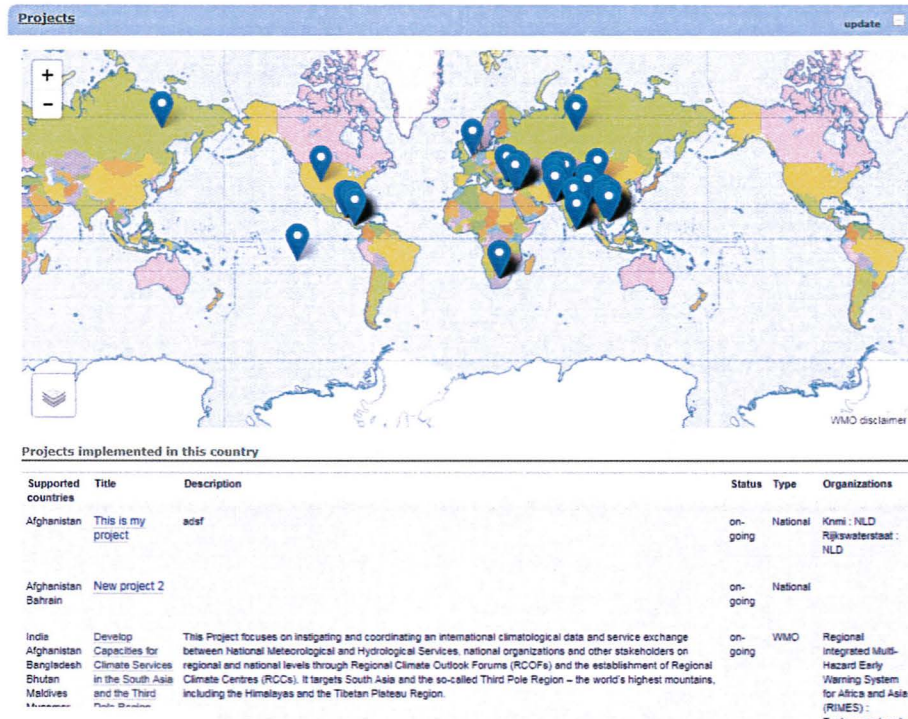 Projects
update
+
-
WMO disclaimer
Projects implemented in this country
Supported countries Title Description Status Type Organizations
Afghanistan This is my project adsf on-going National Knmi : NLD
Rijkswaterstaat : NLD
Afghanistan New project 2 on-going National
Bahrain
India Develop This Project focuses on instigating and coordinating an international climatological data and service exchange on- WMO Regional
Afghanistan Capacities for between National Meteorological and Hydrological Services, national organizations and other stakeholders on going Integrated Multi-
Bangladesh Climate Services regional and national levels through Regional Climate Outlook Forums (RCOFs) and the establishment of Regional Hazard Early
Bhutan in the South Asia Climate Centres (RCCs). It targets South Asia and the so-called Third Pole Region – the world's highest mountains, Warning System
Maldives and the Third including the Himalayas and the Tibetan Plateau Region. for Africa and Asia
Pole Region (RIMES) :